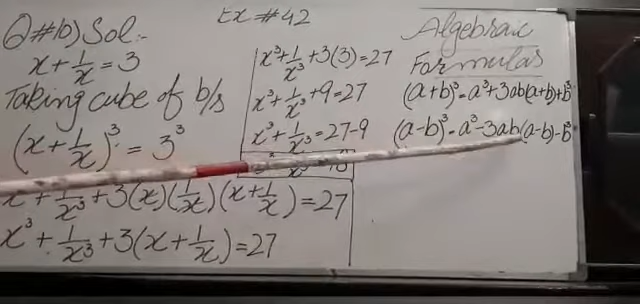 Ex # 42
Q#10) Sol:-
x + 1/x = 3
Taking cube of b/s
(x + 1/x)³ = 3³
x + 1/x³ + 3(x)(1/x)(x + 1/x) = 27
x³ + 1/x³ + 3(x + 1/x) = 27
x³ + 1/x³ + 3(3) = 27
x³ + 1/x³ + 9 = 27
x³ + 1/x³ = 27 - 9
Algebraic
Formulas
(a+b)³ = a³ + 3ab(a+b) + b³
(a-b)³ = a³ - 3ab(a-b) - b³